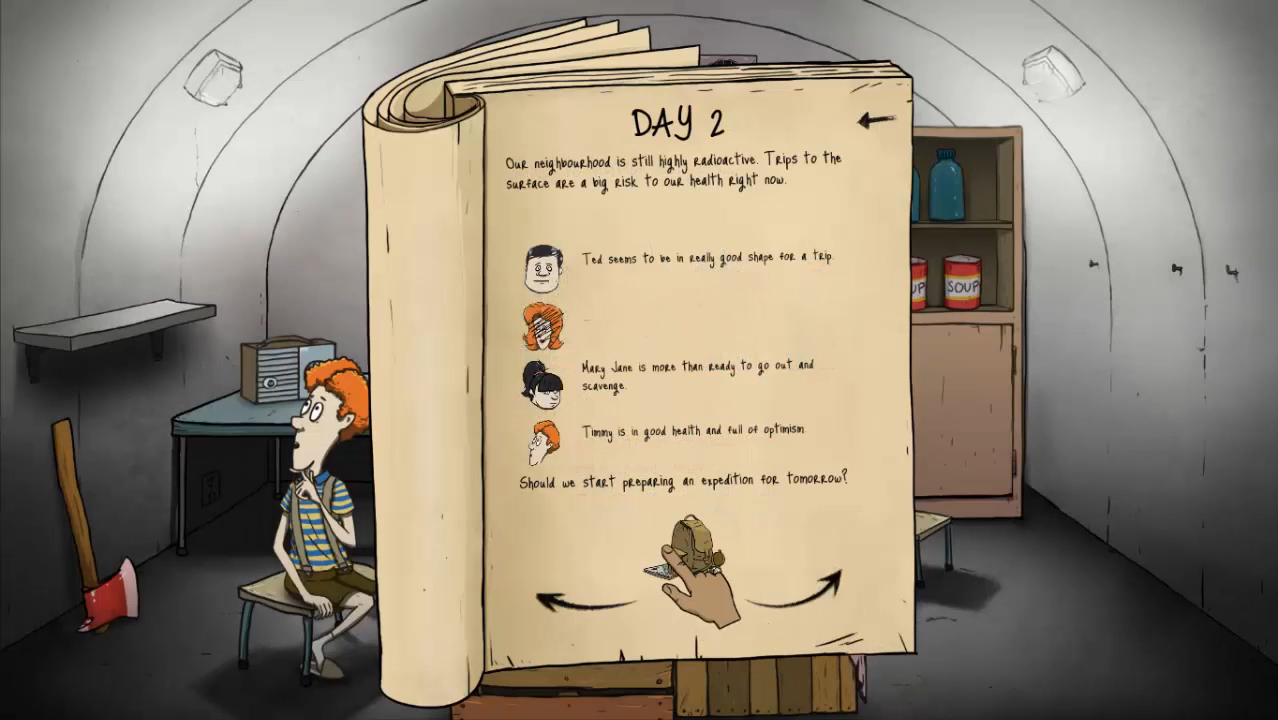 DAY 2
Our neighbourhood is still highly radioactive. Trips to the
surface are a big risk to our health right now.
Ted seems to be in really good shape for a trip.
Mary Jane is more than ready to go out and
scavenge.
Timmy is in good health and full of optimism.
Should we start preparing an expedition for tomorrow?
UP
SOUP